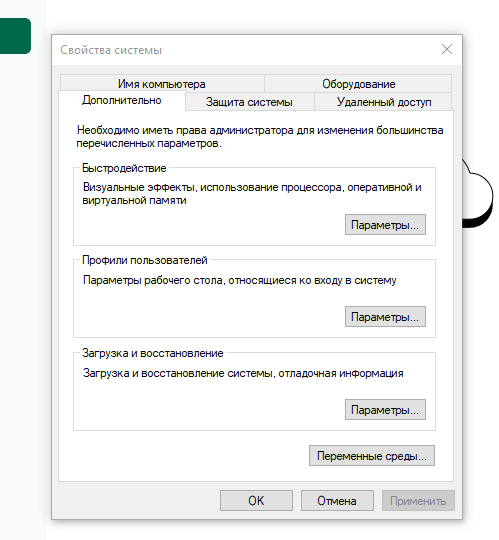 Свойства системы
Имя компьютера
Оборудование
Дополнительно
Защита системы
Удаленный доступ
Необходимо иметь права администратора для изменения большинства
перечисленных параметров.
Быстродействие
Визуальные эффекты, использование процессора, оперативной и
виртуальной памяти
Параметры...
Профили пользователей
Параметры рабочего стола, относящиеся ко входу в систему
Параметры...
Загрузка и восстановление
Загрузка и восстановление системы, отладочная информация
Параметры...
Переменные среды...
OK
Отмена
Применить